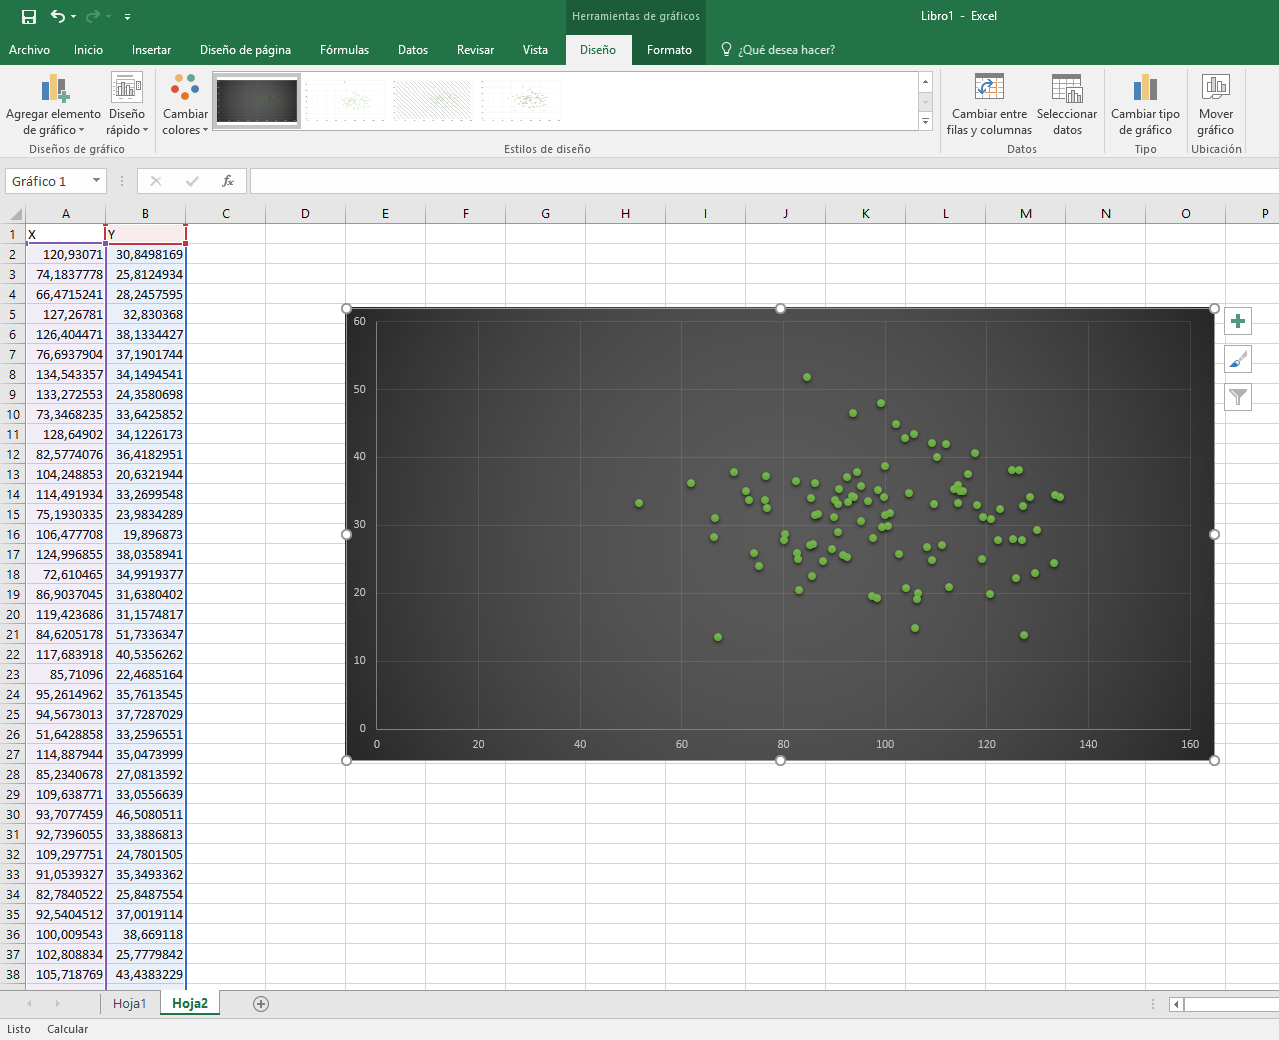 Herramientas de gráficos
Libro1 - Excel
Archivo Inicio Insertar Diseño de página Fórmulas Datos Revisar Vista Diseño Formato ¿Qué desea hacer?
Agregar elemento de gráfico
Diseño rápido
Cambiar colores
Cambiar entre filas y columnas
Seleccionar datos
Cambiar tipo de gráfico
Mover gráfico
Diseños de gráfico Estilos de diseño Datos Tipo Ubicación
Gráfico 1 fx
A B C D E F G H I J K L M N O P
1 X Y
2 120,93071 30,8498169
3 74,1837778 25,8124934
4 66,4715241 28,2457595
5 127,26781 32,830368
6 126,404471 38,1334427
7 76,6937904 37,1901744
8 134,543357 34,1494541
9 133,272553 24,3580698
10 73,3468235 33,6425852
11 128,64902 34,1226173
12 82,5774076 36,4182951
13 104,248853 20,6321944
14 114,491934 33,2699548
15 75,1930335 23,9834289
16 106,477708 19,896873
17 124,996855 38,0358941
18 72,610465 34,9919377
19 86,9037045 31,6380402
20 119,423686 31,1574817
21 84,6205178 51,7336347
22 117,683918 40,5356262
23 85,71096 22,4685164
24 95,2614962 35,7613545
25 94,5673013 37,7287029
26 51,6428858 33,2596551
27 114,887944 35,0473999
28 85,2340678 27,0813592
29 109,638771 33,0556639
30 93,7077459 46,5080511
31 92,7396055 33,3886813
32 109,297751 24,7801505
33 91,0539327 35,3493362
34 82,7840522 25,8487554
35 92,5404512 37,0019114
36 100,009543 38,669118
37 102,808834 25,7779842
38 105,718769 43,4383229
60
50
40
30
20
10
0
0 20 40 60 80 100 120 140 160
Hoja1 Hoja2
Listo Calcular